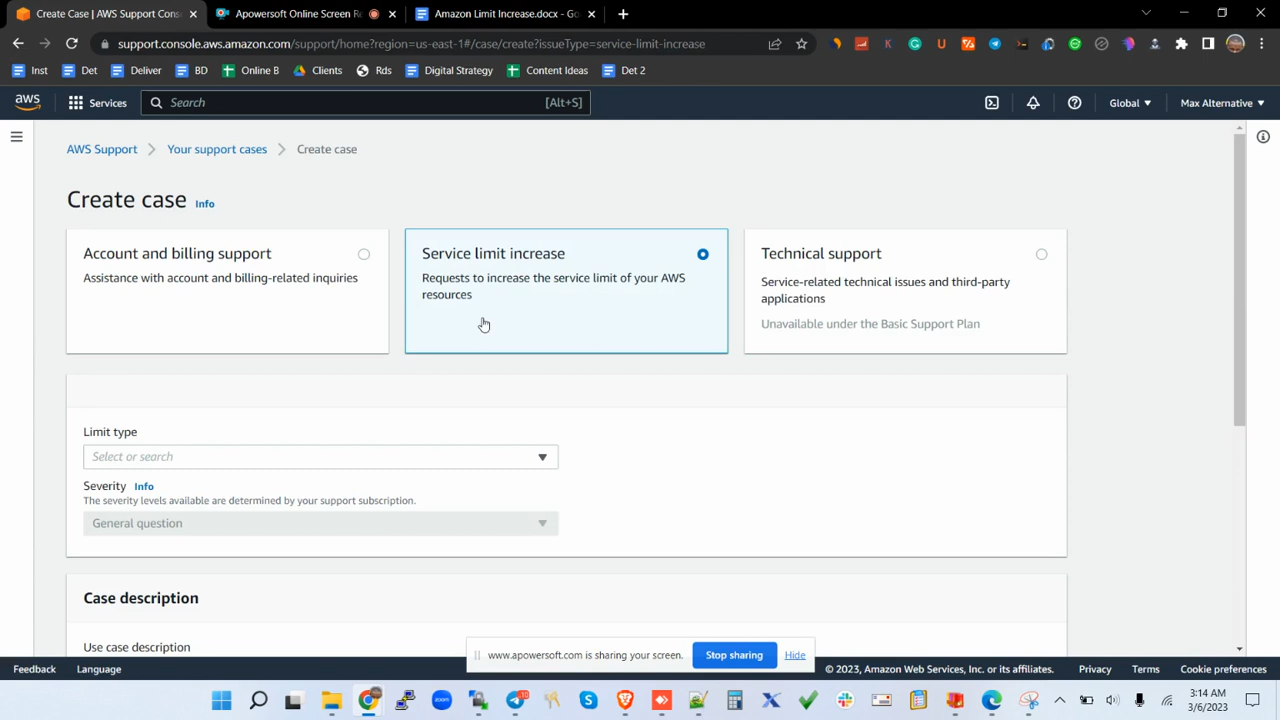 Create Case | AWS Support Cons
Apowersoft Online Screen Re
Amazon Limit Increase.docx - Go
support.console.aws.amazon.com/support/home?region=us-east-1#/case/create?issueType=service-limit-increase
Inst
Det
Deliver
BD
Online B
Clients
Rds
Digital Strategy
Content Ideas
Det 2
aws
Services
Search
[Alt+S]
Global
Max Alternative
AWS Support
Your support cases
Create case
Create case
Info
Account and billing support
Assistance with account and billing-related inquiries
Service limit increase
Requests to increase the service limit of your AWS
resources
Technical support
Service-related technical issues and third-party
applications
Unavailable under the Basic Support Plan
Limit type
Select or search
Severity
Info
The severity levels available are determined by your support subscription.
General question
Case description
Use case description
www.apowersoft.com is sharing your screen.
Stop sharing
Hide
Feedback
Language
© 2023, Amazon Web Services, Inc. or its affiliates.
Privacy
Terms
Cookie preferences
3:14 AM
3/6/2023